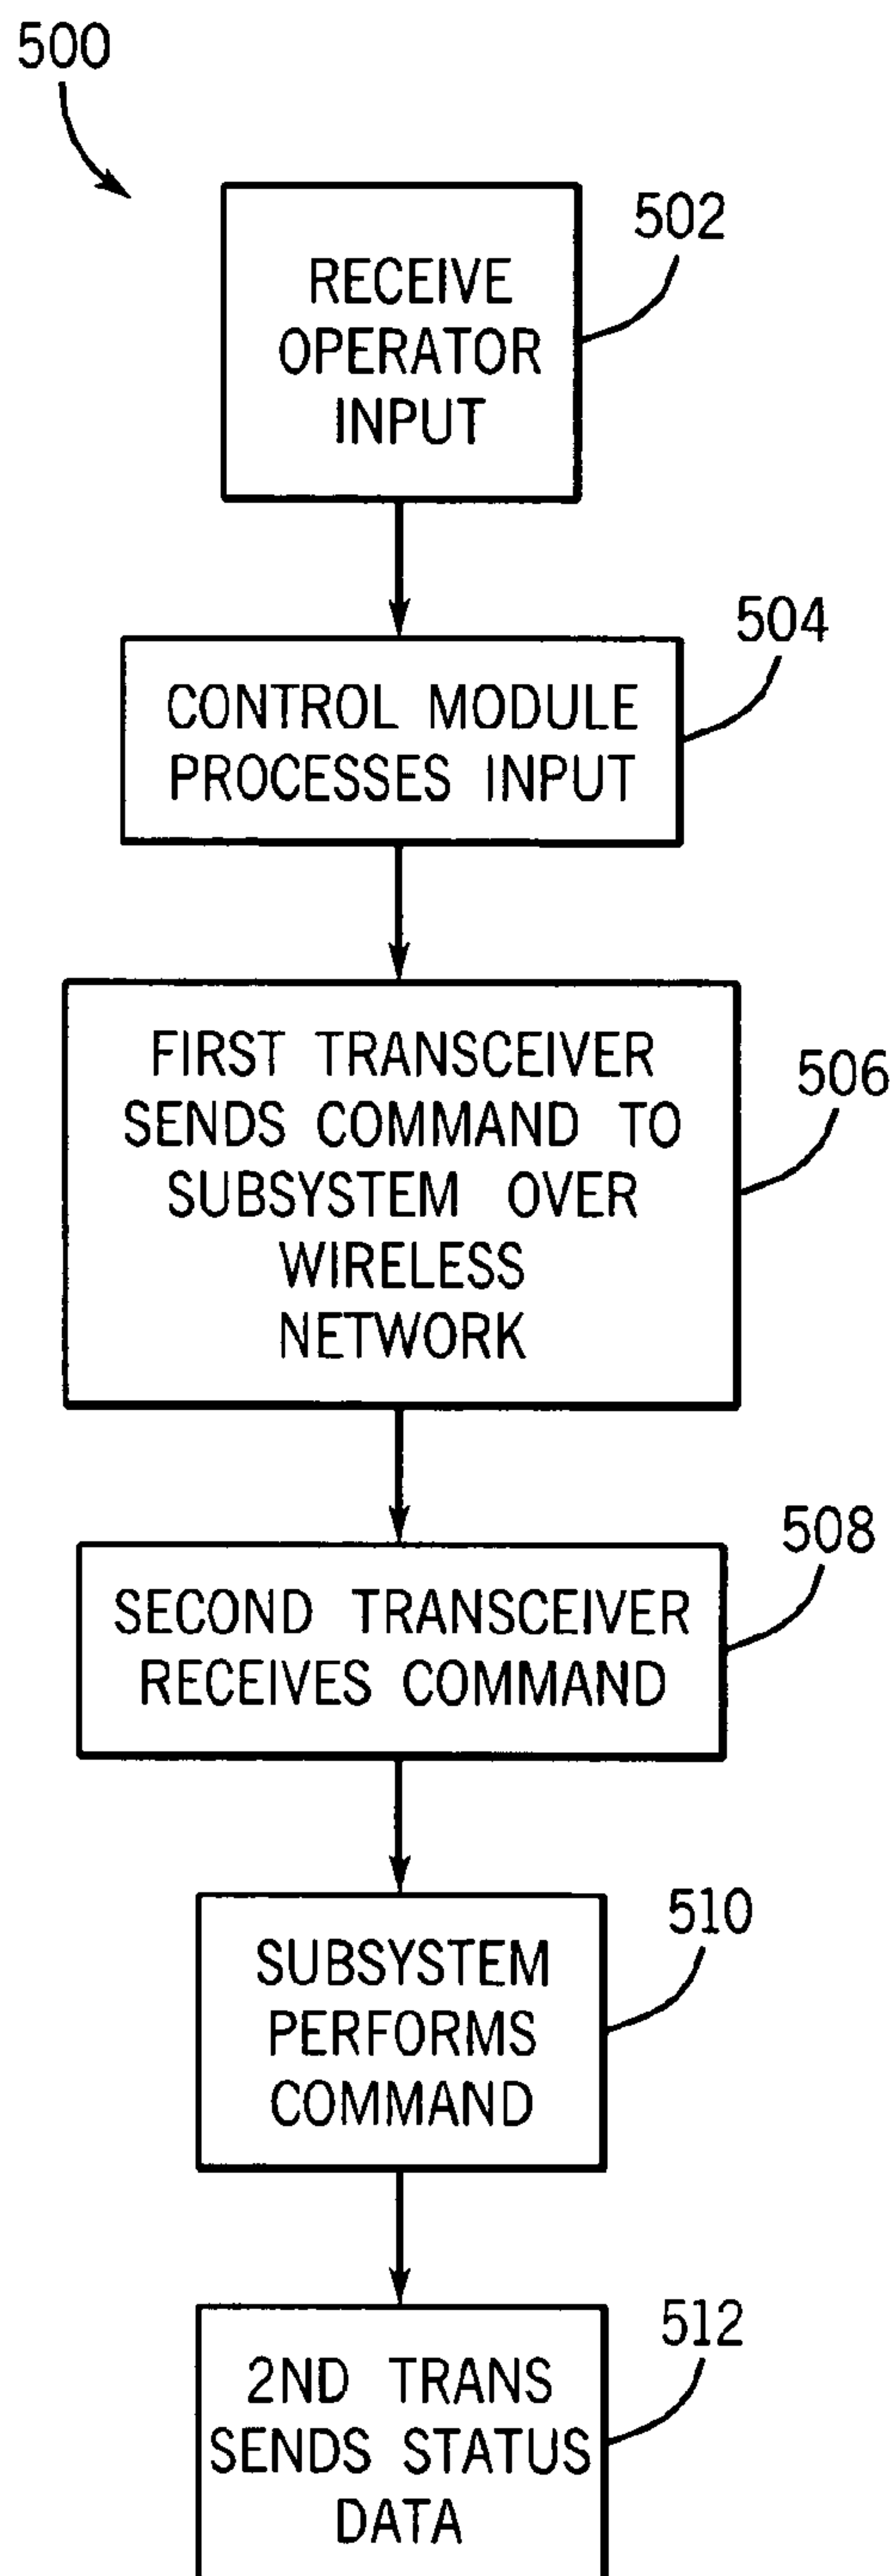 500
502
RECEIVE
OPERATOR
INPUT
504
CONTROL MODULE
PROCESSES INPUT
506
FIRST TRANSCEIVER
SENDS COMMAND TO
SUBSYSTEM OVER
WIRELESS
NETWORK
508
SECOND TRANSCEIVER
RECEIVES COMMAND
510
SUBSYSTEM
PERFORMS
COMMAND
512
2ND TRANS
SENDS STATUS
DATA